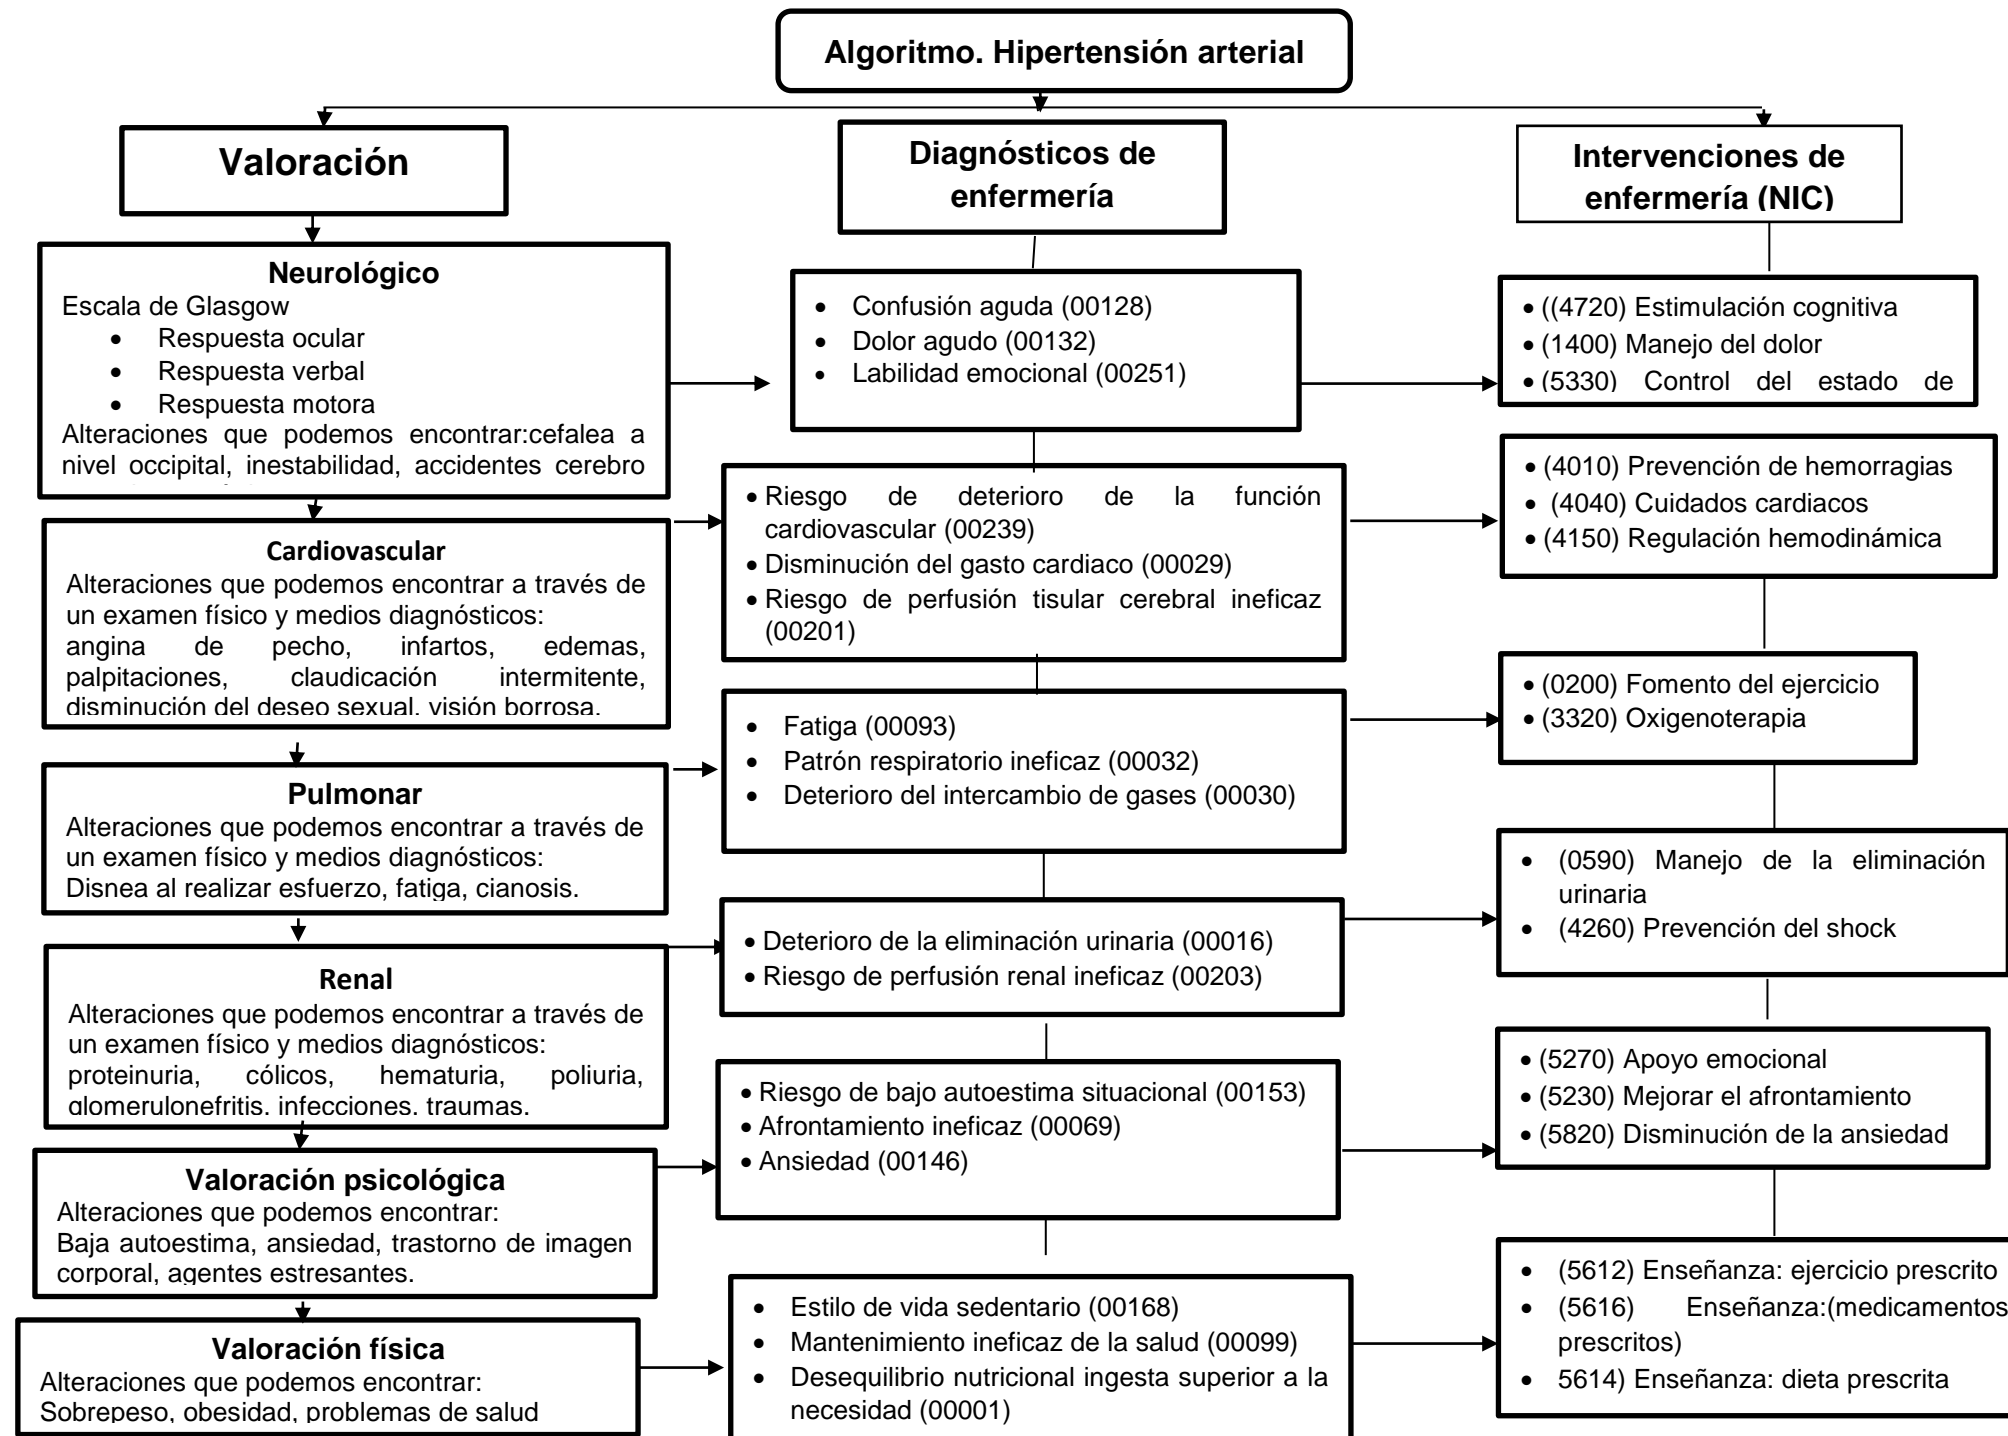 Algoritmo. Hipertensión arterial
Valoración
Neurológico
Escala de Glasgow
• Respuesta ocular
• Respuesta verbal
• Respuesta motora
Alteraciones que podemos encontrar:cefalea a
nivel occipital, inestabilidad, accidentes cerebro
Cardiovascular
Alteraciones que podemos encontrar a través de
un examen físico y medios diagnósticos:
angina de pecho, infartos, edemas,
palpitaciones, claudicación intermitente,
disminución del deseo sexual, visión borrosa.
Pulmonar
Alteraciones que podemos encontrar a través de
un examen físico y medios diagnósticos:
Disnea al realizar esfuerzo, fatiga, cianosis.
Renal
Alteraciones que podemos encontrar a través de
un examen físico y medios diagnósticos:
proteinuria, cólicos, hematuria, poliuria,
glomerulonefritis, infecciones, traumas.
Valoración psicológica
Alteraciones que podemos encontrar:
Baja autoestima, ansiedad, trastorno de imagen
corporal, agentes estresantes.
Valoración física
Alteraciones que podemos encontrar:
Sobrepeso, obesidad, problemas de salud
Diagnósticos de
enfermería
• Confusión aguda (00128)
• Dolor agudo (00132)
• Labilidad emocional (00251)
• Riesgo de deterioro de la función
cardiovascular (00239)
• Disminución del gasto cardiaco (00029)
• Riesgo de perfusión tisular cerebral ineficaz
(00201)
• Fatiga (00093)
• Patrón respiratorio ineficaz (00032)
• Deterioro del intercambio de gases (00030)
• Deterioro de la eliminación urinaria (00016)
• Riesgo de perfusión renal ineficaz (00203)
• Riesgo de bajo autoestima situacional (00153)
• Afrontamiento ineficaz (00069)
• Ansiedad (00146)
• Estilo de vida sedentario (00168)
• Mantenimiento ineficaz de la salud (00099)
• Desequilibrio nutricional ingesta superior a la
necesidad (00001)
Intervenciones de
enfermería (NIC)
• ((4720) Estimulación cognitiva
• (1400) Manejo del dolor
• (5330) Control del estado de
• (4010) Prevención de hemorragias
• (4040) Cuidados cardiacos
• (4150) Regulación hemodinámica
• (0200) Fomento del ejercicio
• (3320) Oxigenoterapia
• (0590) Manejo de la eliminación
urinaria
• (4260) Prevención del shock
• (5270) Apoyo emocional
• (5230) Mejorar el afrontamiento
• (5820) Disminución de la ansiedad
• (5612) Enseñanza: ejercicio prescrito
• (5616) Enseñanza:(medicamentos
prescritos)
• 5614) Enseñanza: dieta prescrita